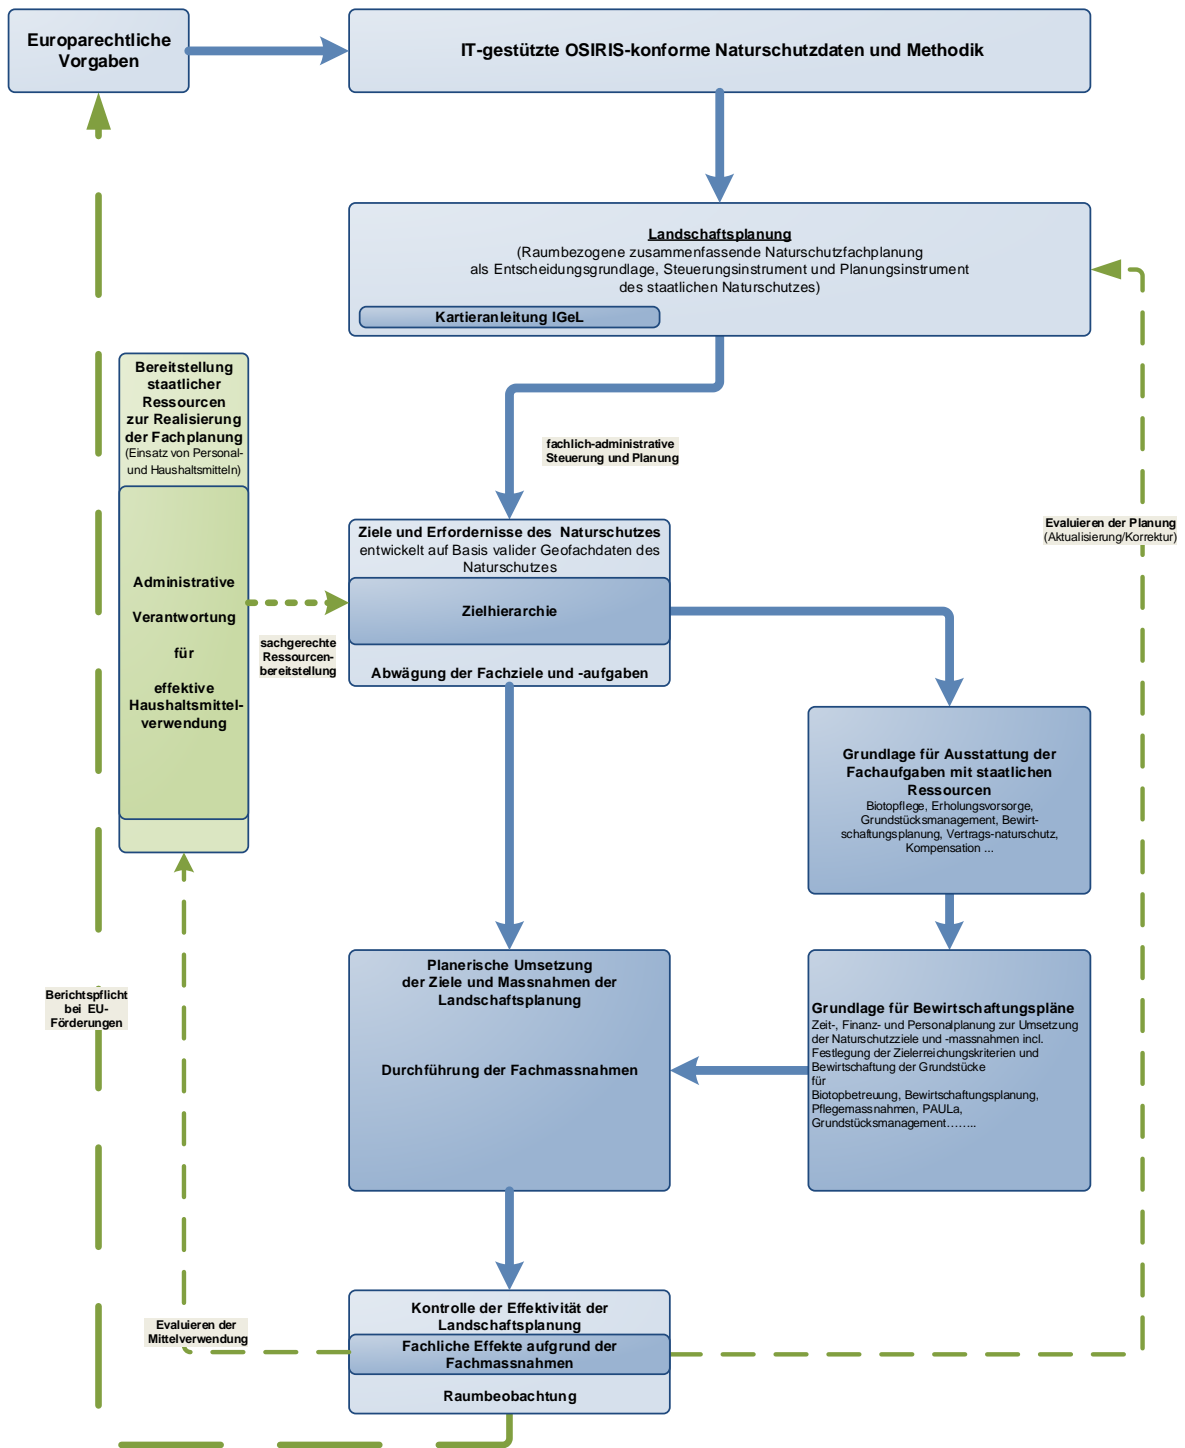 Europarechtliche
Vorgaben
IT-gestützte OSIRIS-konforme Naturschutzdaten und Methodik
Landschaftsplanung
(Raumbezogene zusammenfassende Naturschutzfachplanung
als Entscheidungsgrundlage, Steuerungsinstrument und Planungsinstrument
des staatlichen Naturschutzes)
Kartieranleitung IGeL
Bereitstellung
staatlicher
Ressourcen
zur Realisierung
der Fachplanung
(Einsatz von Personal-
und Haushaltsmitteln)
Administrative
Verantwortung
für
effektive
Haushaltsmittel-
verwendung
fachlich-administrative
Steuerung und Planung
Ziele und Erfordernisse des Naturschutzes
entwickelt auf Basis valider Geofachdaten des
Naturschutzes
Zielhierarchie
Abwägung der Fachziele und -aufgaben
sachgerechte
Ressourcen-
bereitstellung
Evaluieren der Planung
(Aktualisierung/Korrektur)
Grundlage für Ausstattung der
Fachaufgaben mit staatlichen
Ressourcen
Biotopflege, Erholungsvorsorge,
Grundstücksmanagement, Bewirt-
schaftungsplanung, Vertrags-naturschutz,
Kompensation ...
Planerische Umsetzung
der Ziele und Massnahmen der
Landschaftsplanung
Durchführung der Fachmassnahmen
Grundlage für Bewirtschaftungspläne
Zeit-, Finanz- und Personalplanung zur Umsetzung
der Naturschutzziele und -massnahmen incl.
Festlegung der Zielerreichungskriterien und
Bewirtschaftung der Grundstücke
für
Biotopbetreuung, Bewirtschaftungsplanung,
Pflegemassnahmen, PAULa,
Grundstücksmanagement……..
Berichtspflicht
bei EU-
Förderungen
Evaluieren der
Mittelverwendung
Kontrolle der Effektivität der
Landschaftsplanung
Fachliche Effekte aufgrund der
Fachmassnahmen
Raumbeobachtung